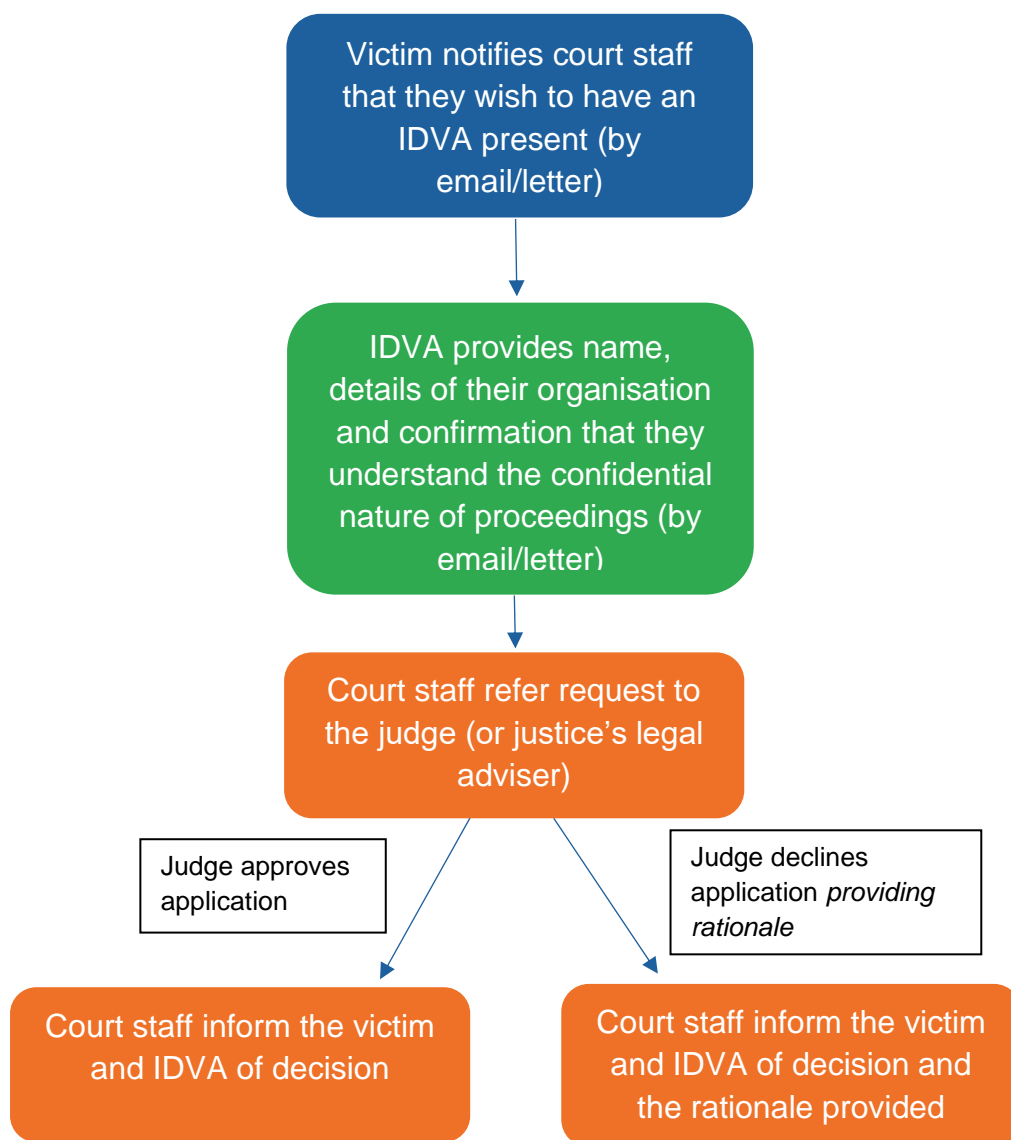 Victim notifies court staff
that they wish to have an
IDVA present (by
email/letter)
IDVA provides name,
details of their organisation
and confirmation that they
understand the confidential
nature of proceedings (by
email/letter)
Court staff refer request to
the judge (or justice’s legal
adviser)
Judge approves
application
Judge declines
application providing
rationale
Court staff inform the victim
and IDVA of decision
Court staff inform the victim
and IDVA of decision and
the rationale provided